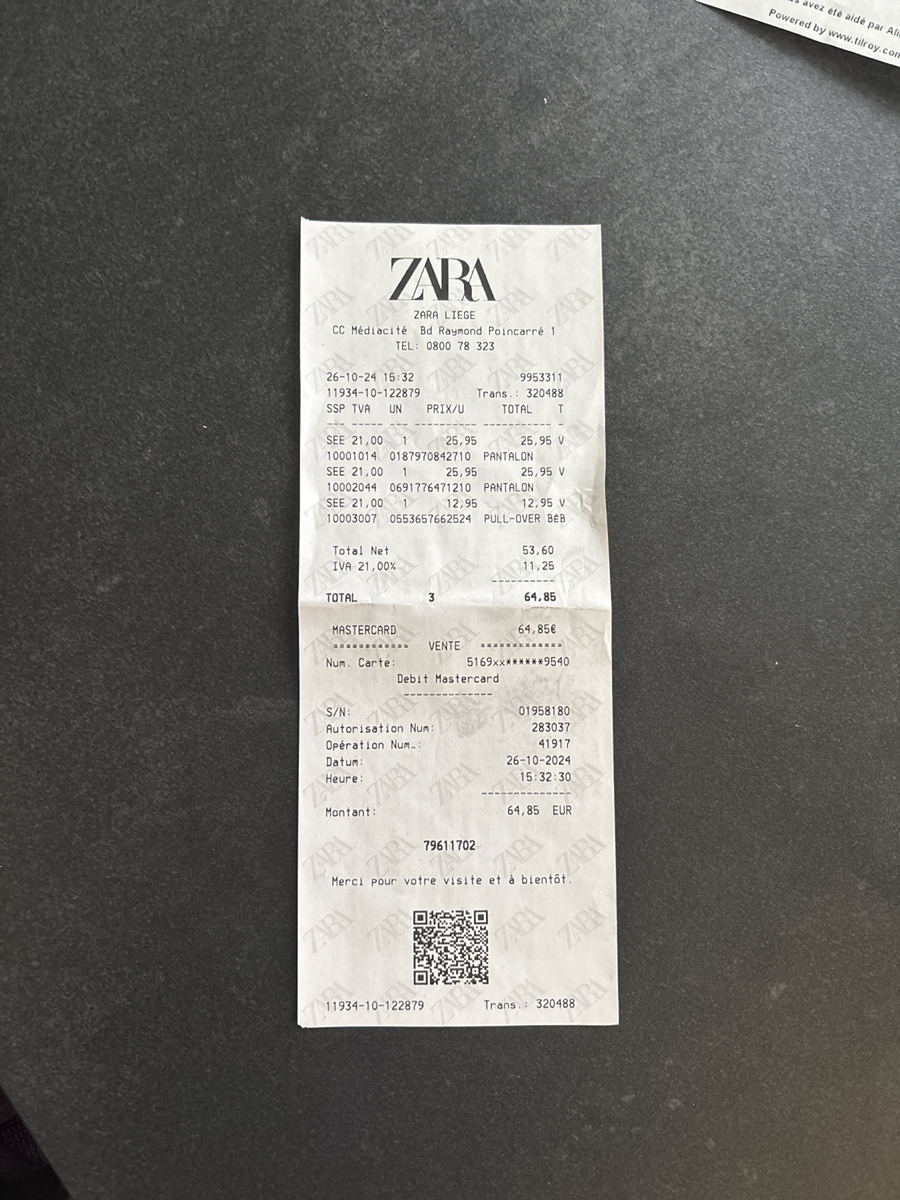 avez été aidé par
Powered by www.tilroy.com
ZARA
ZARA LIEGE
CC Médiacité Bd Raymond Poincarré 1
TEL: 0800 78 323
26-10-24 15:32 9953311
11934-10-122879 Trans.: 320488
SSP TVA UN PRIX/U TOTAL T
--- ----- --- ---------- ----------- -
SEE 21,00 1 25,95 25,95 V
10001014 0187970842710 PANTALON
SEE 21,00 1 25,95 25,95 V
10002044 0691776471210 PANTALON
SEE 21,00 1 12,95 12,95 V
10003007 0553657662524 PULL-OVER BéB
Total Net 53,60
IVA 21,00% 11,25
----------
TOTAL 3 64,85
MASTERCARD 64,85€
============ VENTE =============
Num. Carte: 5169xx******9540
Debit Mastercard
--------------
S/N: 01958180
Autorisation Num: 283037
Opération Num.: 41917
Datum: 26-10-2024
Heure: 15:32:30
--------------
Montant: 64,85 EUR
79611702
Merci pour votre visite et à bientôt.
11934-10-122879 Trans.: 320488